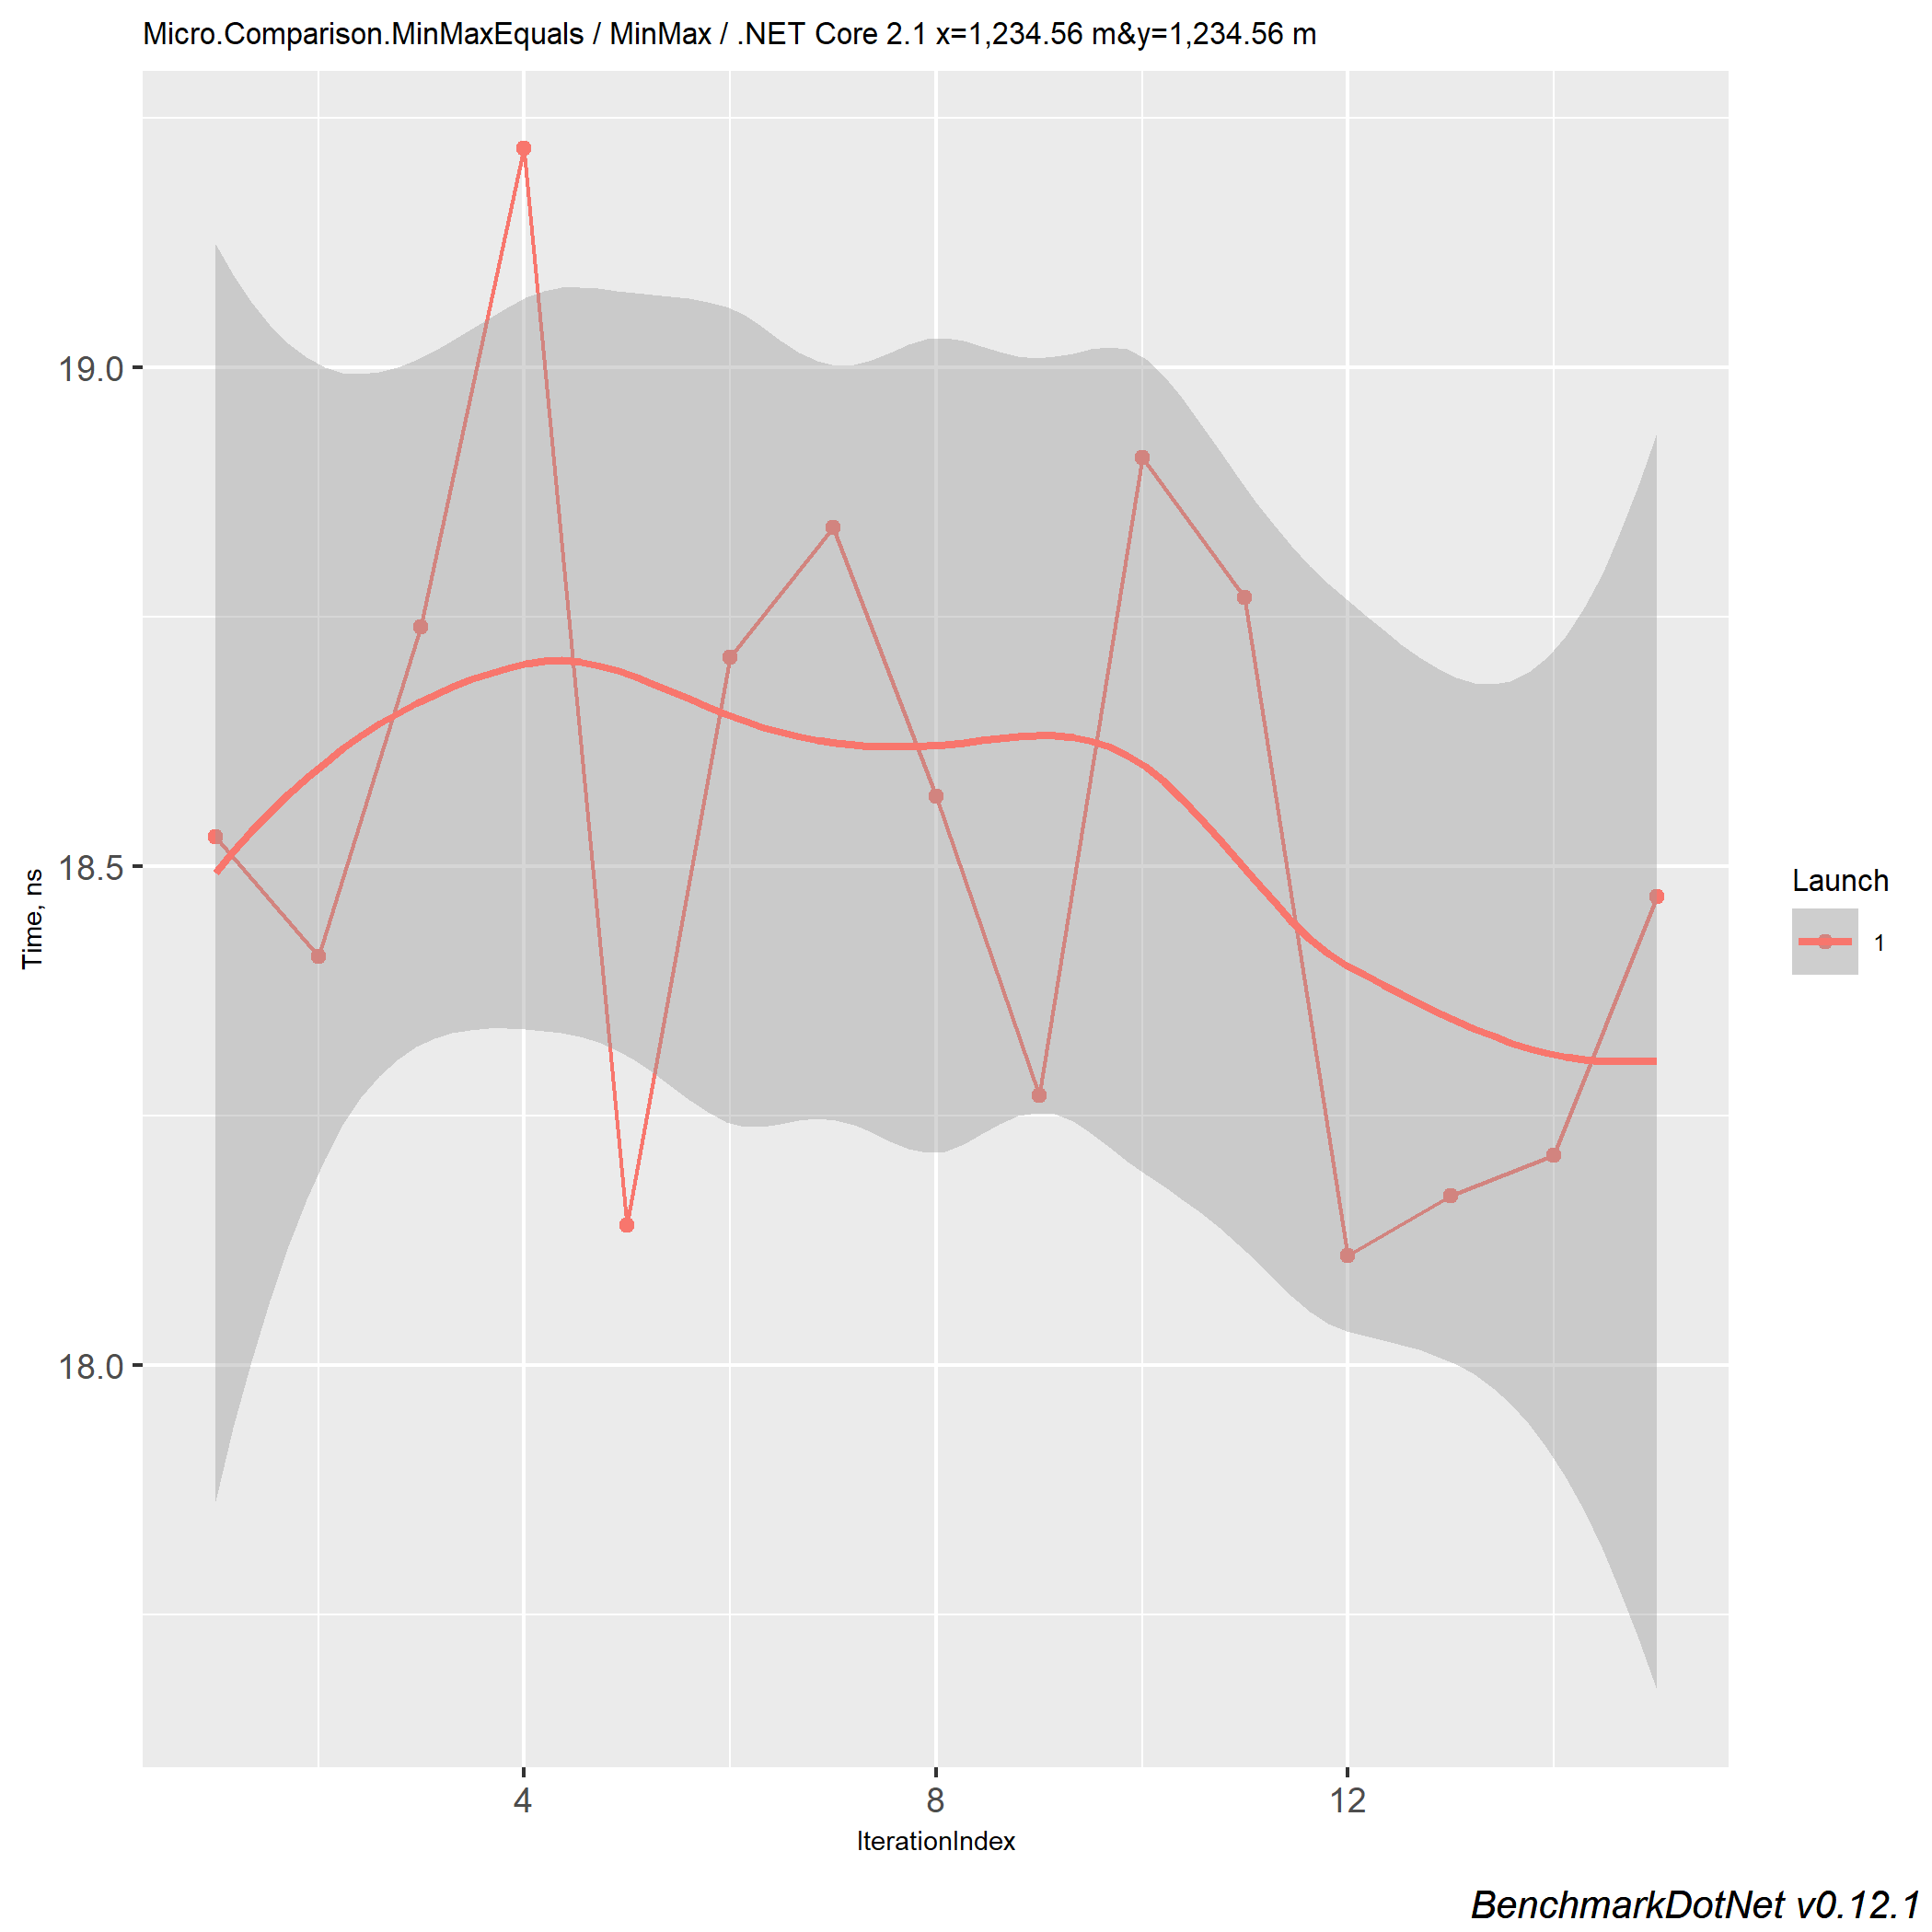 Micro.Comparison.MinMaxEquals / MinMax / .NET Core 2.1 x=1,234.56 m&y=1,234.56 m
19.0
18.5
18.0
Time, ns
4
8
12
IterationIndex
Launch
1
BenchmarkDotNet v0.12.1